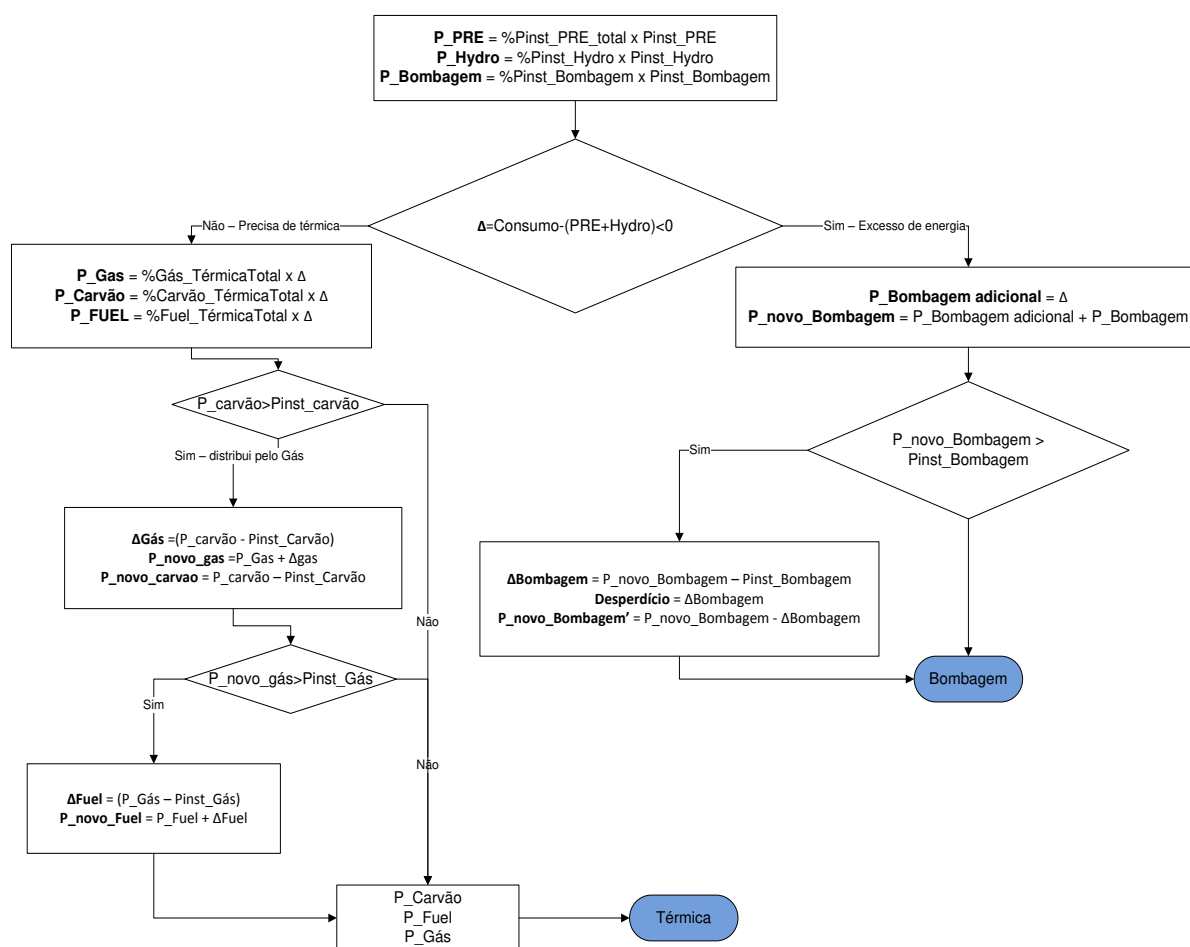 P_PRE = %Pinst_PRE_total x Pinst_PRE
P_Hydro = %Pinst_Hydro x Pinst_Hydro
P_Bombagem = %Pinst_Bombagem x Pinst_Bombagem
Δ=Consumo-(PRE+Hydro)<0
Não – Precisa de térmica
Sim – Excesso de energia
P_Gas = %Gás_TérmicaTotal x Δ
P_Carvão = %Carvão_TérmicaTotal x Δ
P_FUEL = %Fuel_TérmicaTotal x Δ
P_Bombagem adicional = Δ
P_novo_Bombagem = P_Bombagem adicional + P_Bombagem
P_carvão>Pinst_carvão
Sim – distribui pelo Gás
P_novo_Bombagem >
Pinst_Bombagem
Sim
ΔGás =(P_carvão - Pinst_Carvão)
P_novo_gas =P_Gas + Δgas
P_novo_carvao = P_carvão – Pinst_Carvão
ΔBombagem = P_novo_Bombagem – Pinst_Bombagem
Desperdício = ΔBombagem
P_novo_Bombagem’ = P_novo_Bombagem - ΔBombagem
Não
P_novo_gás>Pinst_Gás
Bombagem
Sim
Não
ΔFuel = (P_Gás – Pinst_Gás)
P_novo_Fuel = P_Fuel + ΔFuel
P_Carvão
P_Fuel
P_Gás
Térmica